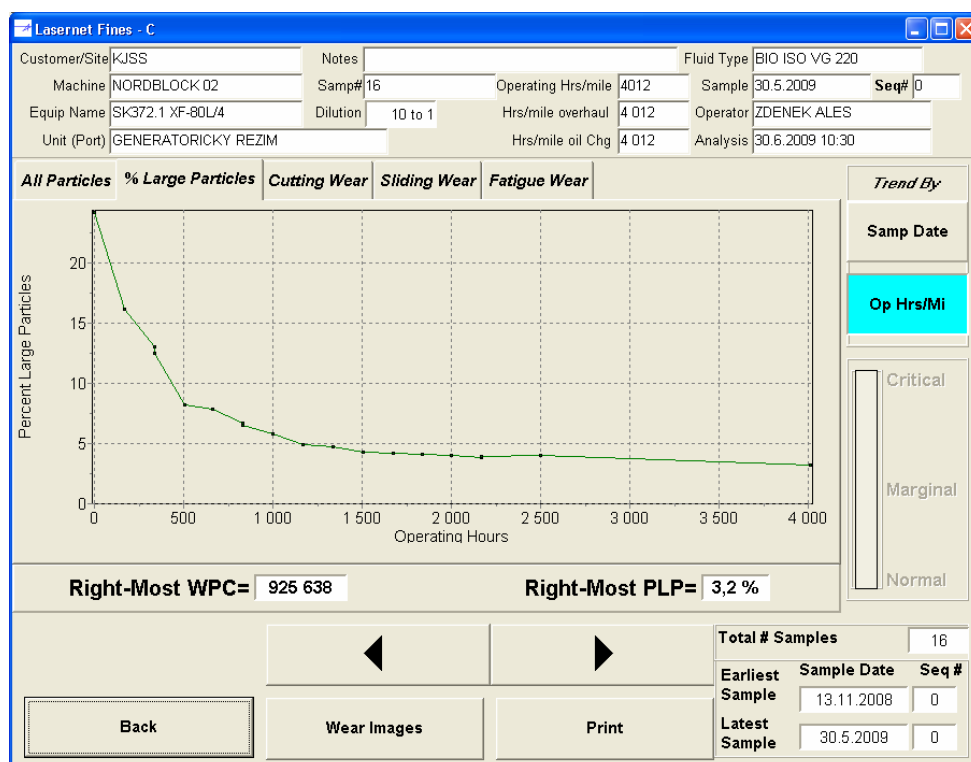 Lasernet Fines - C
Customer/Site KJSS Notes Fluid Type BIO ISO VG 220
Machine NORDBLOCK 02 Samp# 16 Operating Hrs/mile 4012 Sample 30.5.2009 Seq# 0
Equip Name SK372.1 XF-80L/4 Dilution 10 to 1 Hrs/mile overhaul 4 012 Operator ZDENEK ALES
Unit (Port) GENERATORICKY REZIM Hrs/mile oil Chg 4 012 Analysis 30.6.2009 10:30
All Particles % Large Particles Cutting Wear Sliding Wear Fatigue Wear
Trend By
Samp Date
Op Hrs/Mi
Critical
Marginal
Normal
Percent Large Particles
20
15
10
5
0
0 500 1 000 1 500 2 000 2 500 3 000 3 500 4 000
Operating Hours
Right-Most WPC= 925 638 Right-Most PLP= 3,2 %
Total # Samples 16
Sample Date Seq #
Earliest Sample 13.11.2008 0
Latest Sample 30.5.2009 0
Back Wear Images Print